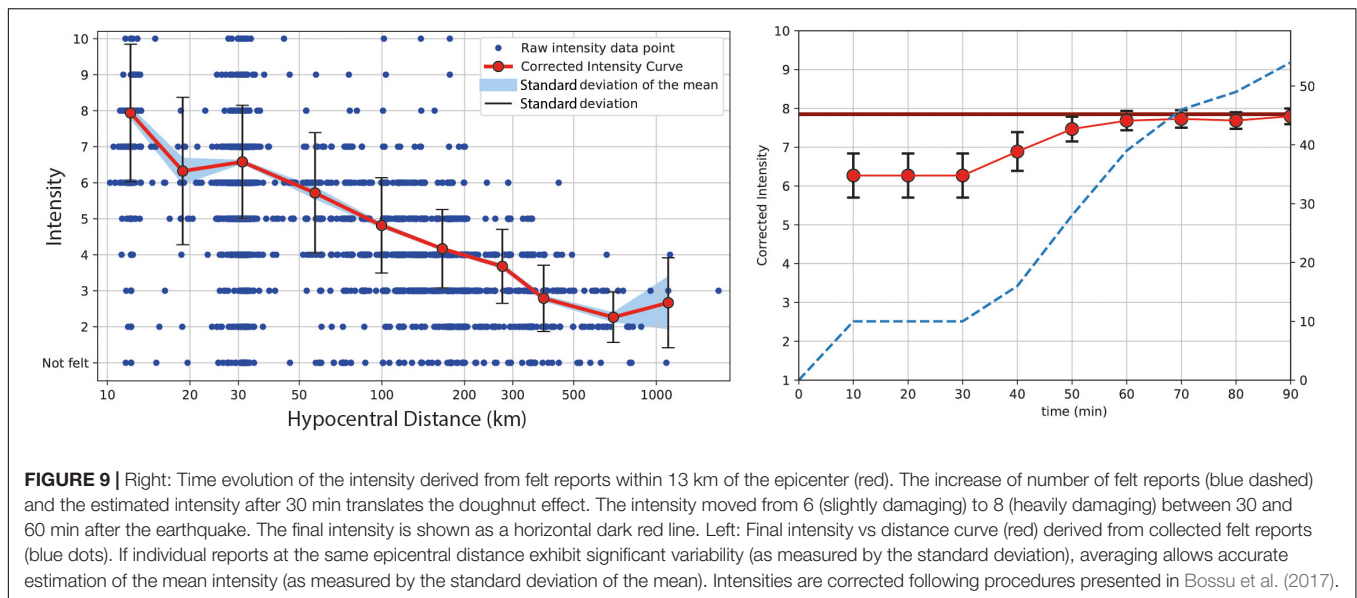 10
9
8
7
6
5
4
3
2
Not felt
Intensity
Raw intensity data point
Corrected Intensity Curve
Standard deviation of the mean
Standard deviation
10 20 30 50 100 200 300 500 1000
Hypocentral Distance (km)
10
9
8
7
6
5
4
3
2
1
Corrected Intensity
50
40
30
20
10
0
0 10 20 30 40 50 60 70 80 90
time (min)
FIGURE 9 | Right: Time evolution of the intensity derived from felt reports within 13 km of the epicenter (red). The increase of number of felt reports (blue dashed)
and the estimated intensity after 30 min translates the doughnut effect. The intensity moved from 6 (slightly damaging) to 8 (heavily damaging) between 30 and
60 min after the earthquake. The final intensity is shown as a horizontal dark red line. Left: Final intensity vs distance curve (red) derived from collected felt reports
(blue dots). If individual reports at the same epicentral distance exhibit significant variability (as measured by the standard deviation), averaging allows accurate
estimation of the mean intensity (as measured by the standard deviation of the mean). Intensities are corrected following procedures presented in Bossu et al. (2017).